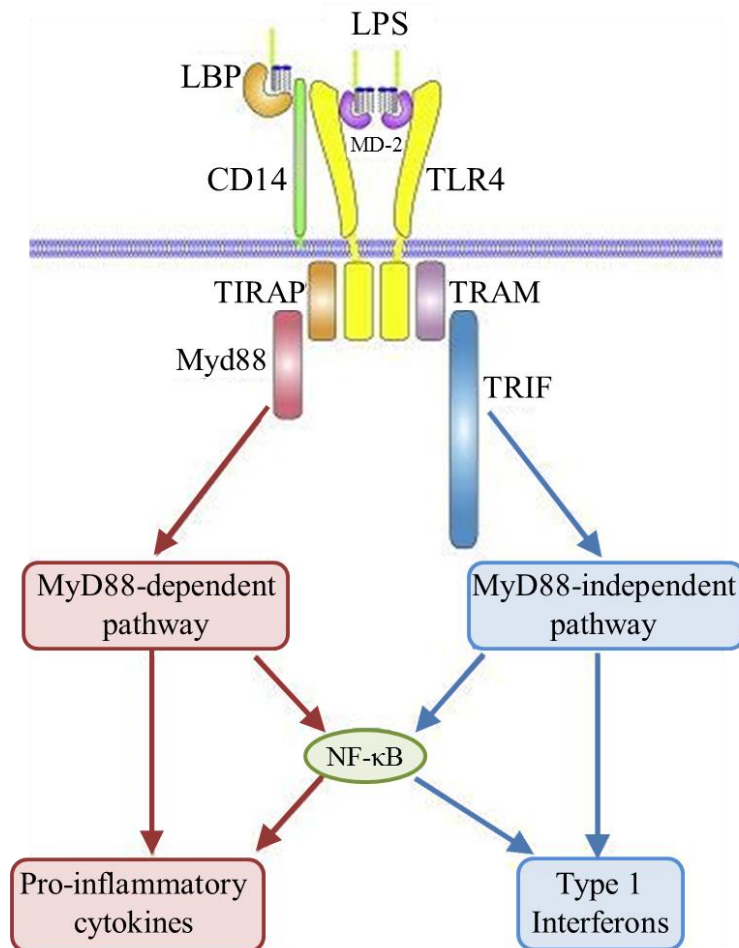 LPS
LBP
MD-2
CD14
TLR4
TIRAP
TRAM
Myd88
TRIF
MyD88-dependent
pathway
MyD88-independent
pathway
NF-κB
Pro-inflammatory
cytokines
Type 1
Interferons